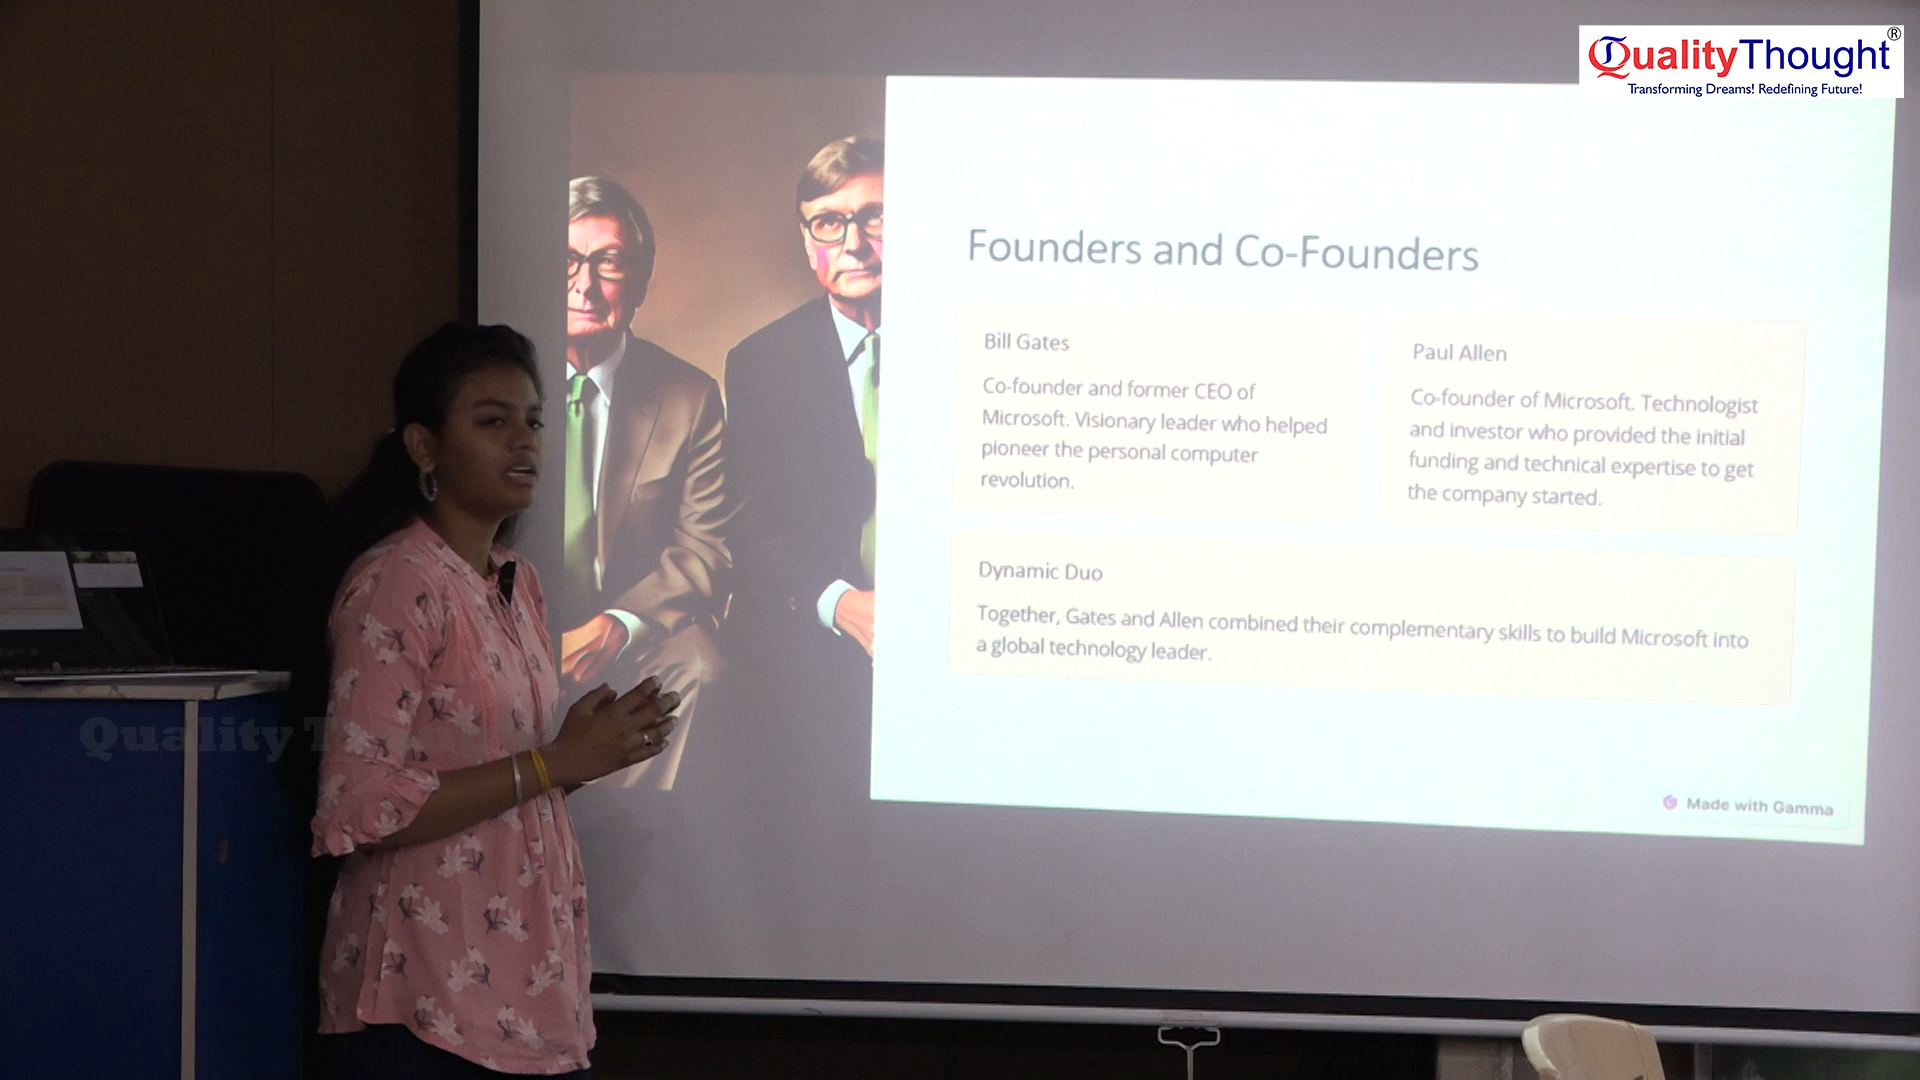 QualityThought®
Transforming Dreams! Redefining Future!
Founders and Co-Founders
Bill Gates
Co-founder and former CEO of
Microsoft. Visionary leader who helped
pioneer the personal computer
revolution.
Paul Allen
Co-founder of Microsoft. Technologist
and investor who provided the initial
funding and technical expertise to get
the company started.
Dynamic Duo
Together, Gates and Allen combined their complementary skills to build Microsoft into
a global technology leader.
Made with Gamma
Quality